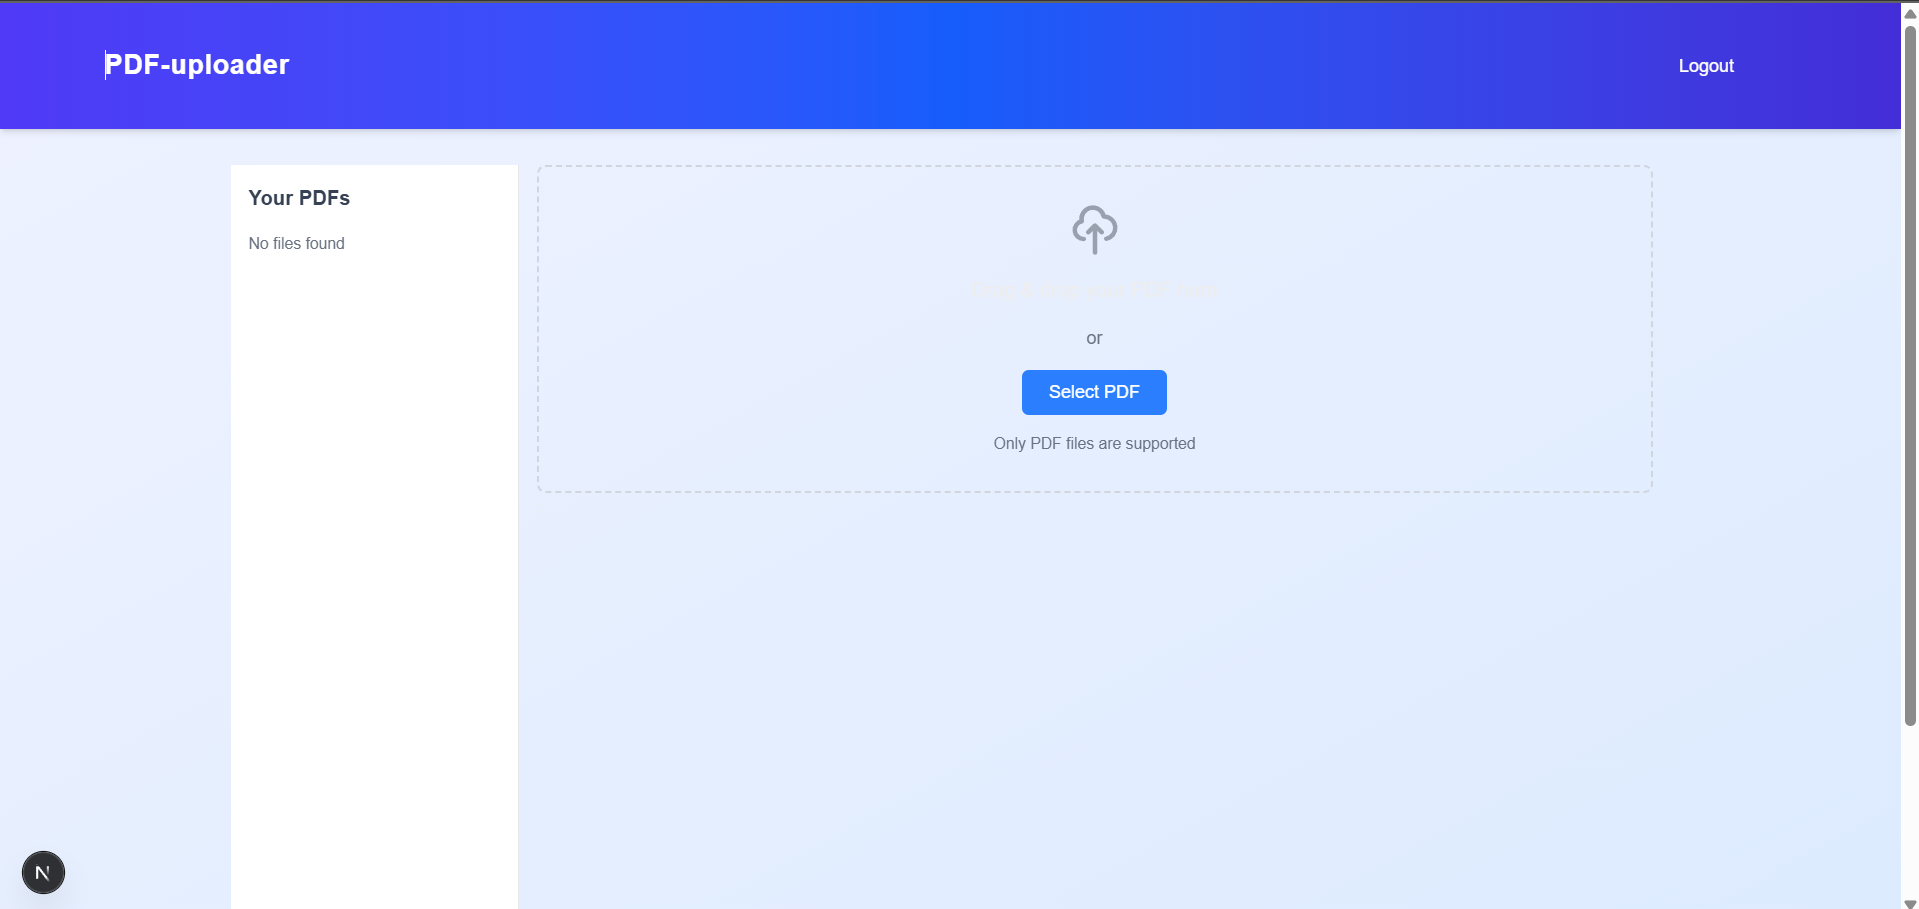 PDF-uploader
Logout
Your PDFs
No files found
Drag & drop your PDF here
or
Select PDF
Only PDF files are supported
N